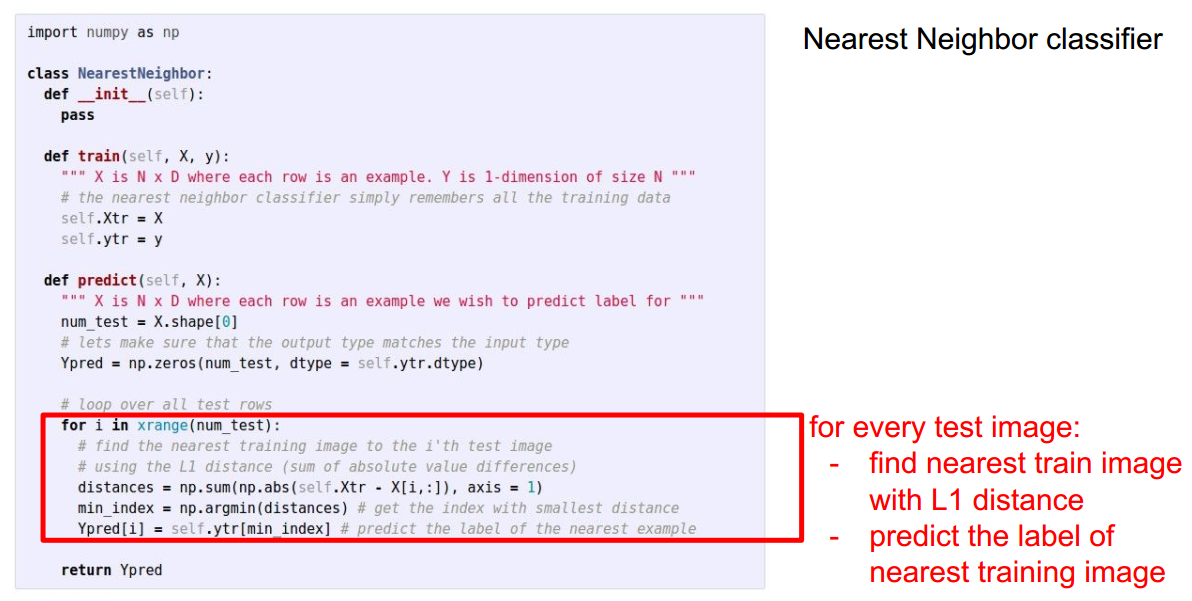 import numpy as np
class NearestNeighbor:
def __init__(self):
pass
def train(self, X, y):
""" X is N x D where each row is an example. Y is 1-dimension of size N """
# the nearest neighbor classifier simply remembers all the training data
self.Xtr = X
self.ytr = y
def predict(self, X):
""" X is N x D where each row is an example we wish to predict label for """
num_test = X.shape[0]
# lets make sure that the output type matches the input type
Ypred = np.zeros(num_test, dtype = self.ytr.dtype)
# loop over all test rows
for i in xrange(num_test):
# find the nearest training image to the i'th test image
# using the L1 distance (sum of absolute value differences)
distances = np.sum(np.abs(self.Xtr - X[i,:]), axis = 1)
min_index = np.argmin(distances) # get the index with smallest distance
Ypred[i] = self.ytr[min_index] # predict the label of the nearest example
return Ypred
Nearest Neighbor classifier
for every test image:
- find nearest train image
with L1 distance
- predict the label of
nearest training image